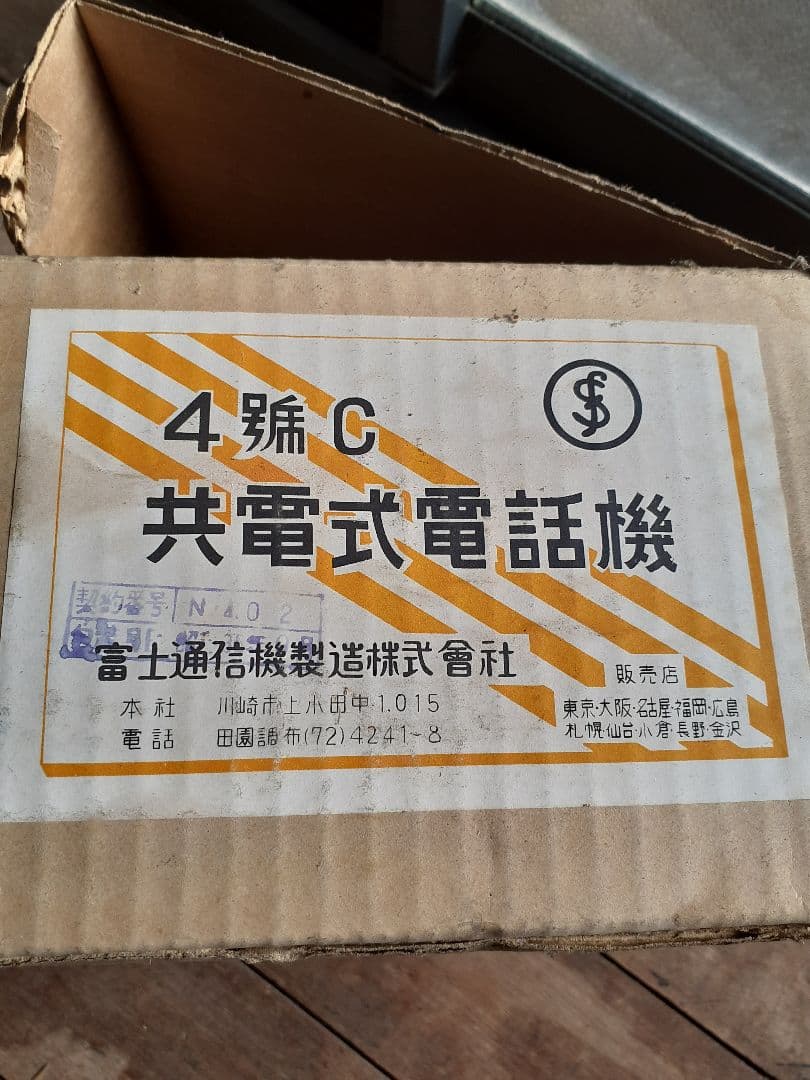 4號C
共電式電話機
契約番号 N 402
富士通信機製造株式會社
本社 川崎市上小田中1.015
電話 田園調布(72)4241~8
販売店
東京・大阪・名古屋・福岡・広島
札幌・仙台・小倉・長野・金沢